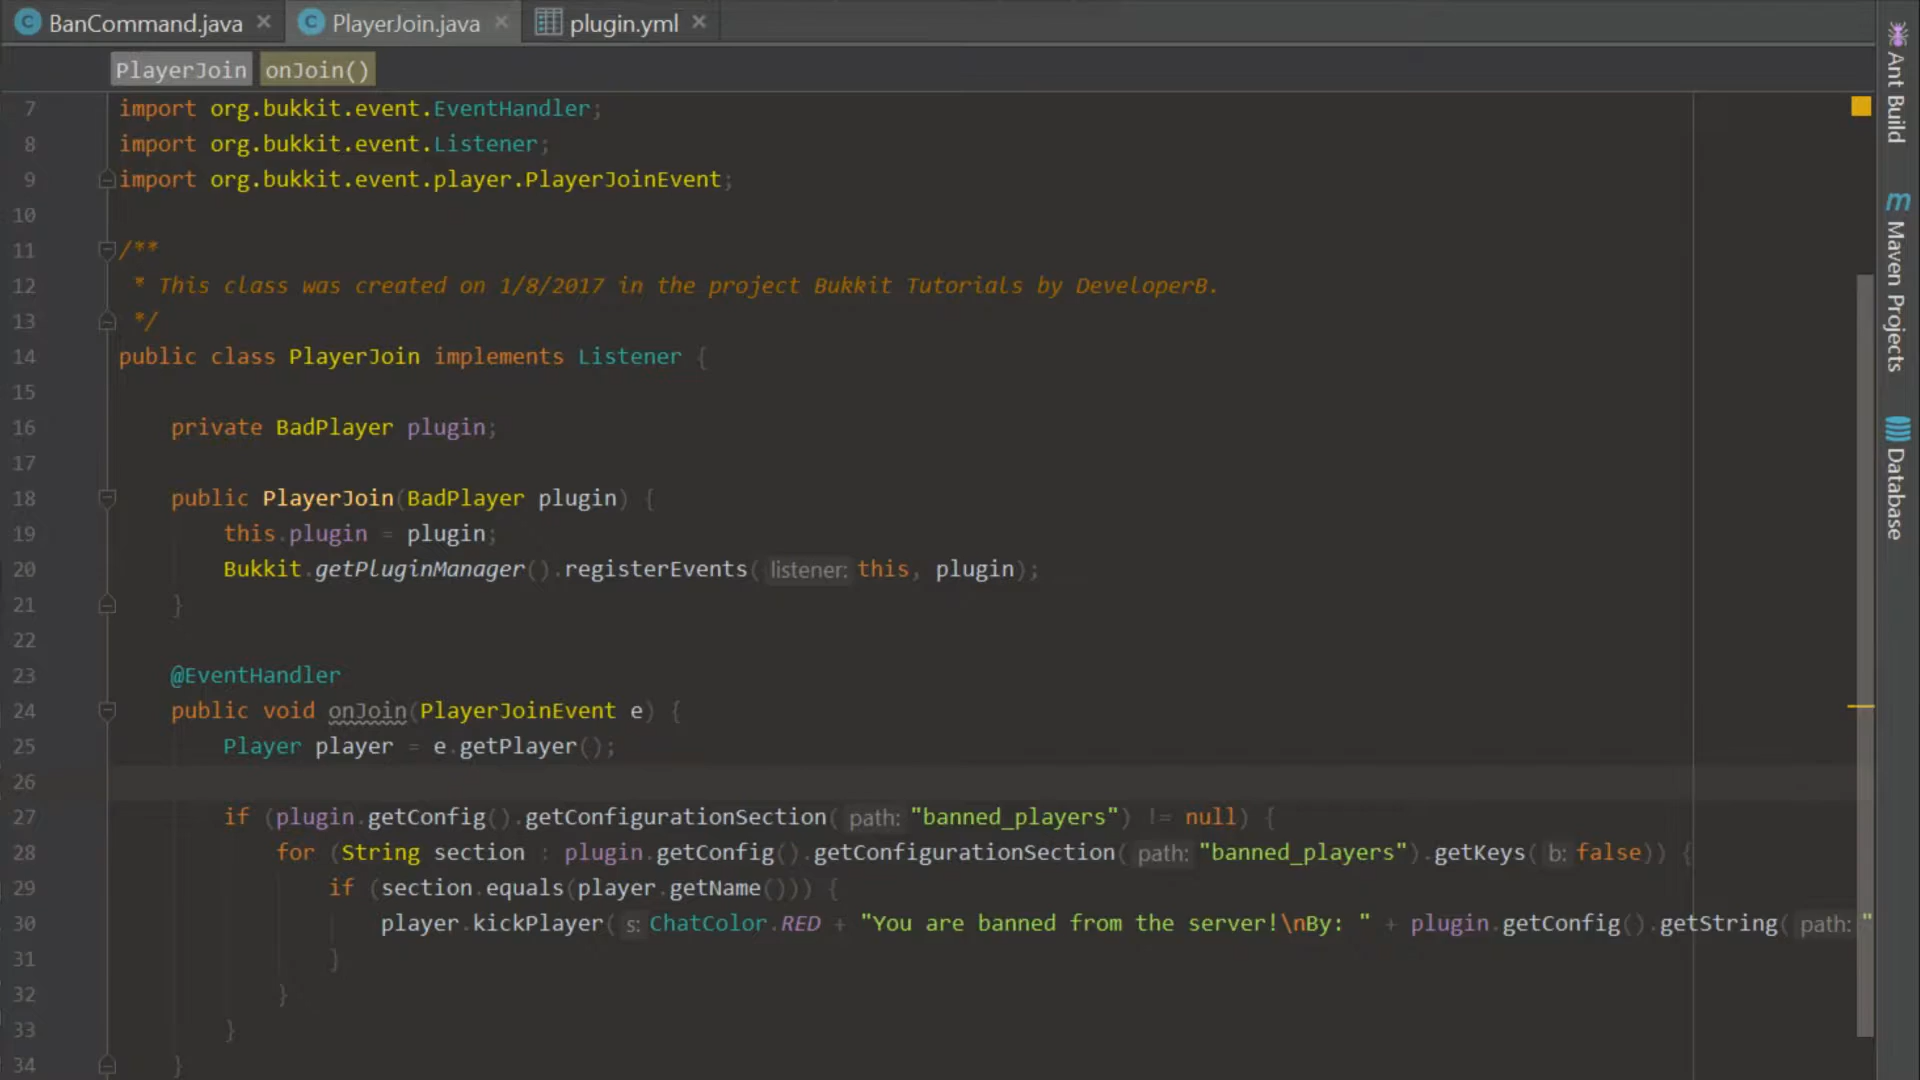 BanCommand.java PlayerJoin.java plugin.yml
PlayerJoin onJoin()
7 import org.bukkit.event.EventHandler;
8 import org.bukkit.event.Listener;
9 import org.bukkit.event.player.PlayerJoinEvent;
10
11 /**
12 * This class was created on 1/8/2017 in the project Bukkit Tutorials by DeveloperB.
13 */
14 public class PlayerJoin implements Listener {
15
16 private BadPlayer plugin;
17
18 public PlayerJoin(BadPlayer plugin) {
19 this.plugin = plugin;
20 Bukkit.getPluginManager().registerEvents( listener: this, plugin);
21 }
22
23 @EventHandler
24 public void onJoin(PlayerJoinEvent e) {
25 Player player = e.getPlayer();
26
27 if (plugin.getConfig().getConfigurationSection( path: "banned_players") != null) {
28 for (String section : plugin.getConfig().getConfigurationSection( path: "banned_players").getKeys( b: false)) {
29 if (section.equals(player.getName())) {
30 player.kickPlayer( s: ChatColor.RED + "You are banned from the server!\nBy: " + plugin.getConfig().getString( path: "
31 }
32 }
33 }
34 }
Ant Build
m Maven Projects
Database